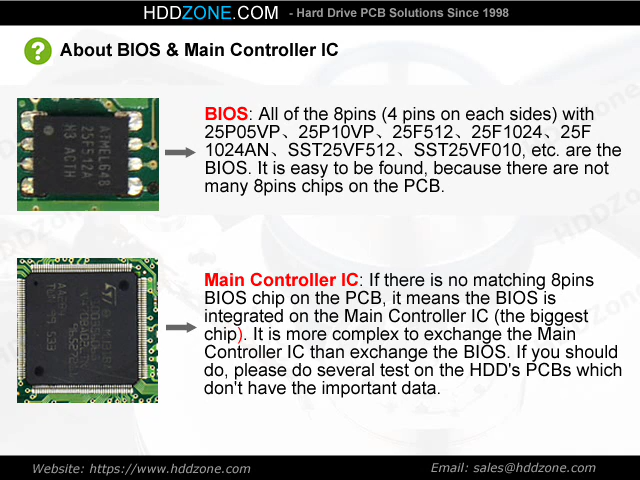 HDDZONE.COM - Hard Drive PCB Solutions Since 1998
? About BIOS & Main Controller IC
ATMEL648
25F512A
N3 ACTH
BIOS: All of the 8pins (4 pins on each sides) with
25P05VP、25P10VP、25F512、25F1024、25F
1024AN、SST25VF512、SST25VF010, etc. are the
BIOS. It is easy to be found, because there are not
many 8pins chips on the PCB.
Main Controller IC: If there is no matching 8pins
BIOS chip on the PCB, it means the BIOS is
integrated on the Main Controller IC (the biggest
chip). It is more complex to exchange the Main
Controller IC than exchange the BIOS. If you should
do, please do several test on the HDD's PCBs which
don't have the important data.
Website: https://www.hddzone.com Email: sales@hddzone.com